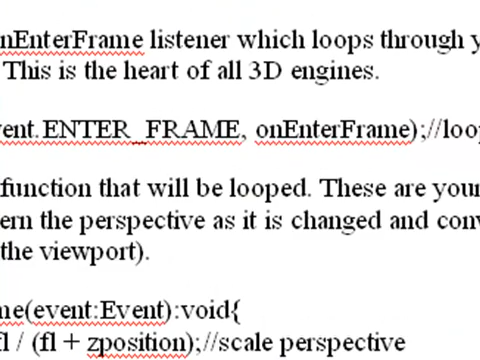 onEnterFrame listener which loops through y
This is the heart of all 3D engines.
vent.ENTER_FRAME, onEnterFrame);//loop
function that will be looped. These are your
ern the perspective as it is changed and conv
the viewport).
me(event:Event):void{
fl / (fl + zposition);//scale perspective